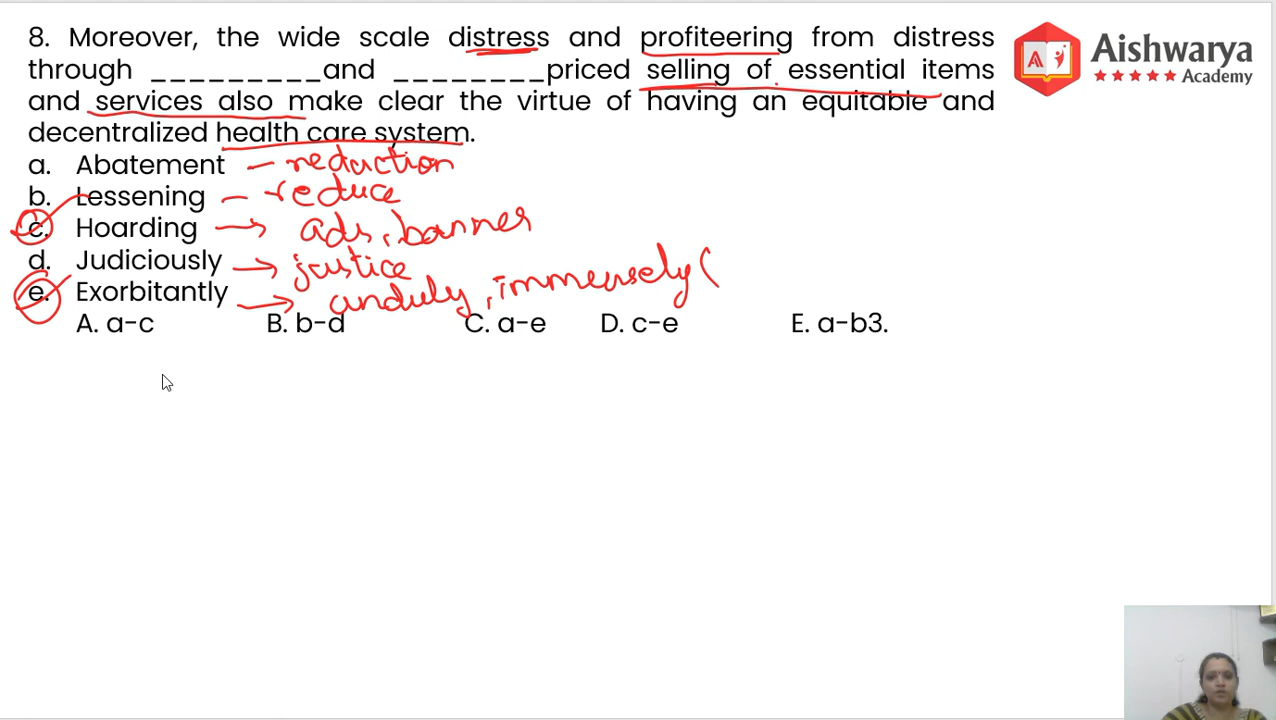 8. Moreover, the wide scale distress and profiteering from distress
through _________and ________priced selling of essential items
and services also make clear the virtue of having an equitable and
decentralized health care system.
a. Abatement – reduction
b. Lessening – reduce
c. Hoarding → ads, banner
d. Judiciously → justice
e. Exorbitantly → unduly, immensely (
A. a-c B. b-d C. a-e D. c-e E. a-b3.
Aishwarya
Academy